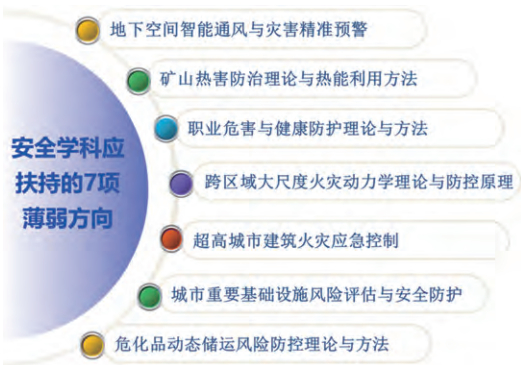 安全学科应
扶持的7项
薄弱方向
地下空间智能通风与灾害精准预警
矿山热害防治理论与热能利用方法
职业危害与健康防护理论与方法
跨区域大尺度火灾动力学理论与防控原理
超高城市建筑火灾应急控制
城市重要基础设施风险评估与安全防护
危化品动态储运风险防控理论与方法